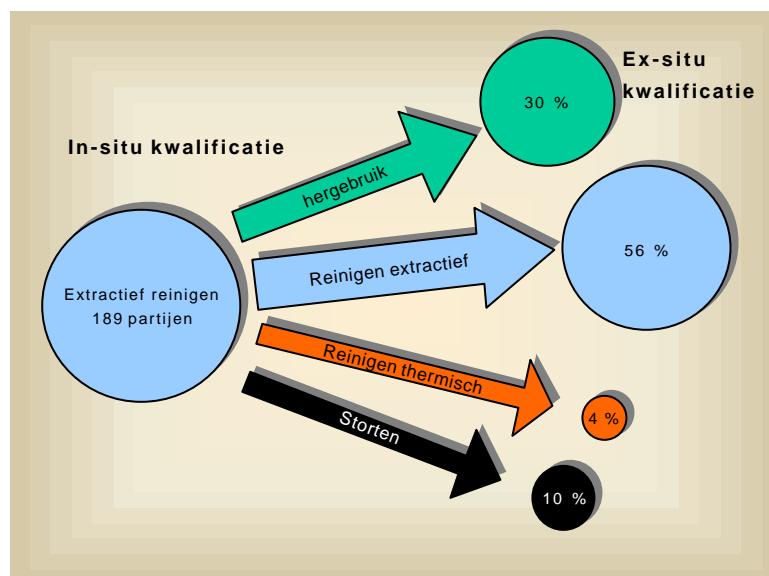 Ex-situ
kwalificatie
30 %
In-situ kwalificatie
hergebruik
Reinigen extractief
56 %
Extractief reinigen
189 partijen
Reinigen thermisch
4 %
Storten
10 %